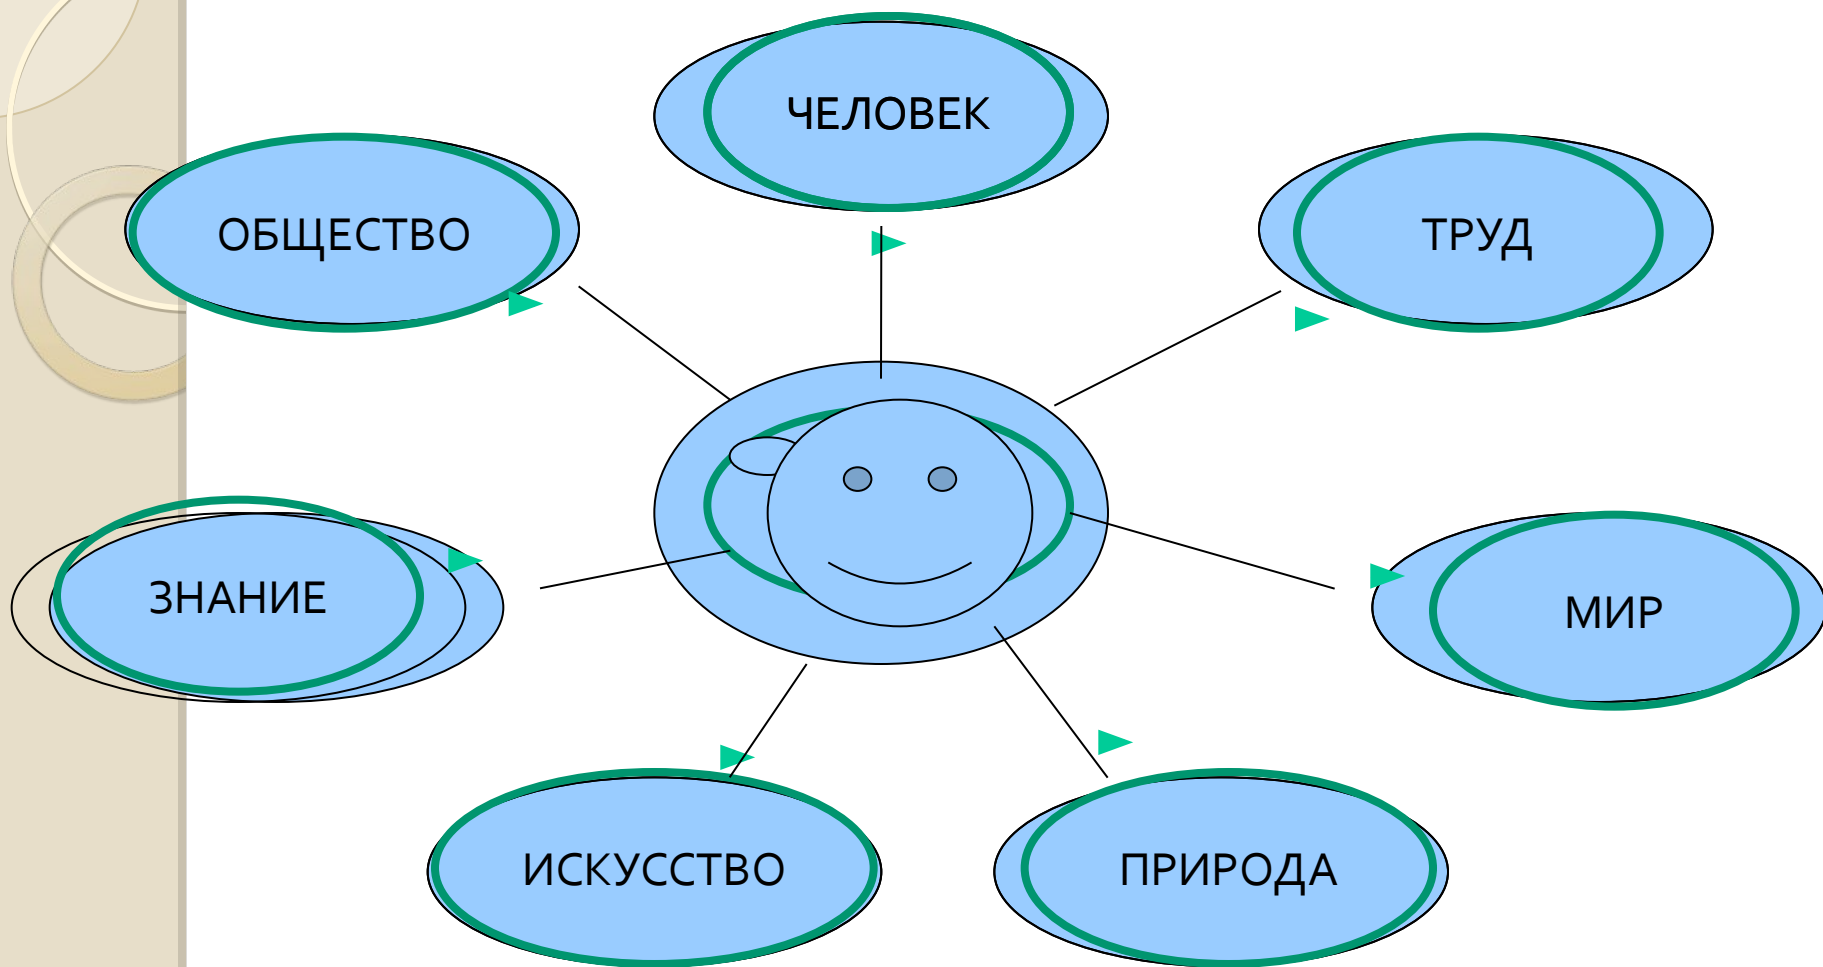 ЧЕЛОВЕК
ОБЩЕСТВО
ТРУД
ЗНАНИЕ
МИР
ИСКУССТВО
ПРИРОДА